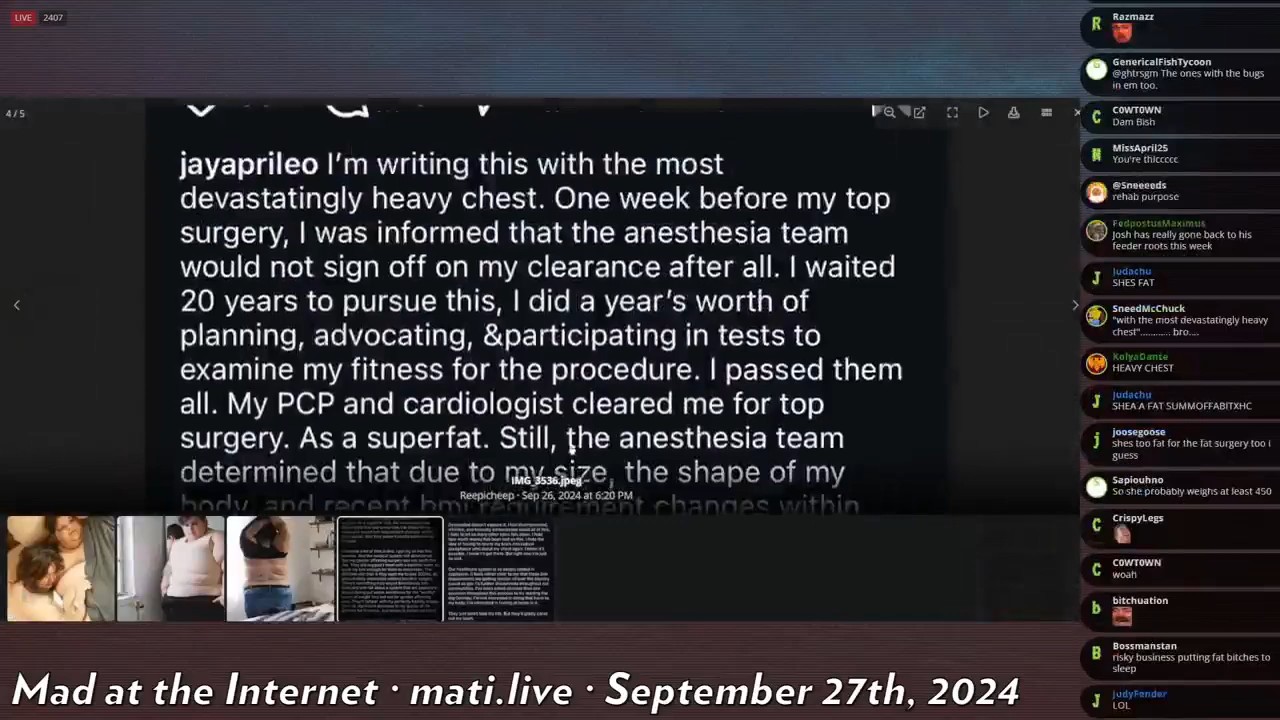 LIVE 2407
4/5
jayaprileo I'm writing this with the most
devastatingly heavy chest. One week before my top
surgery, I was informed that the anesthesia team
would not sign off on my clearance after all. I waited
20 years to pursue this, I did a year's worth of
planning, advocating, &participating in tests to
examine my fitness for the procedure. I passed them
all. My PCP and cardiologist cleared me for top
surgery. As a superfat. Still, the anesthesia team
determined that due to my size, the shape of my
body, and recent bmi requirement changes within
IMG_3536.jpeg
Reepicheep · Sep 26, 2024 at 6:20 PM
Razmazz
GenericalFishTycoon
@ghtrsgm The ones with the bugs
in em too.
C0WT0WN
Dam Bish
MissApril25
You're thiccccc
@Sneeeeds
rehab purpose
FedpostusMaximus
Josh has really gone back to his
feeder roots this week
Judachu
SHES FAT
SneedMcChuck
"with the most devastatingly heavy
chest"........... bro....
KolyaDante
HEAVY CHEST
Judachu
SHEA A FAT SUMMOFFABITXHC
joosegoose
shes too fat for the fat surgery too i
guess
Sapiouhno
So she probably weighs at least 450
CrispyLegs
C0WT0WN
woah
bitchuation
Bossmanstan
risky business putting fat bitches to
sleep
JudyFender
LOL
Mad at the Internet · mati.live · September 27th, 2024